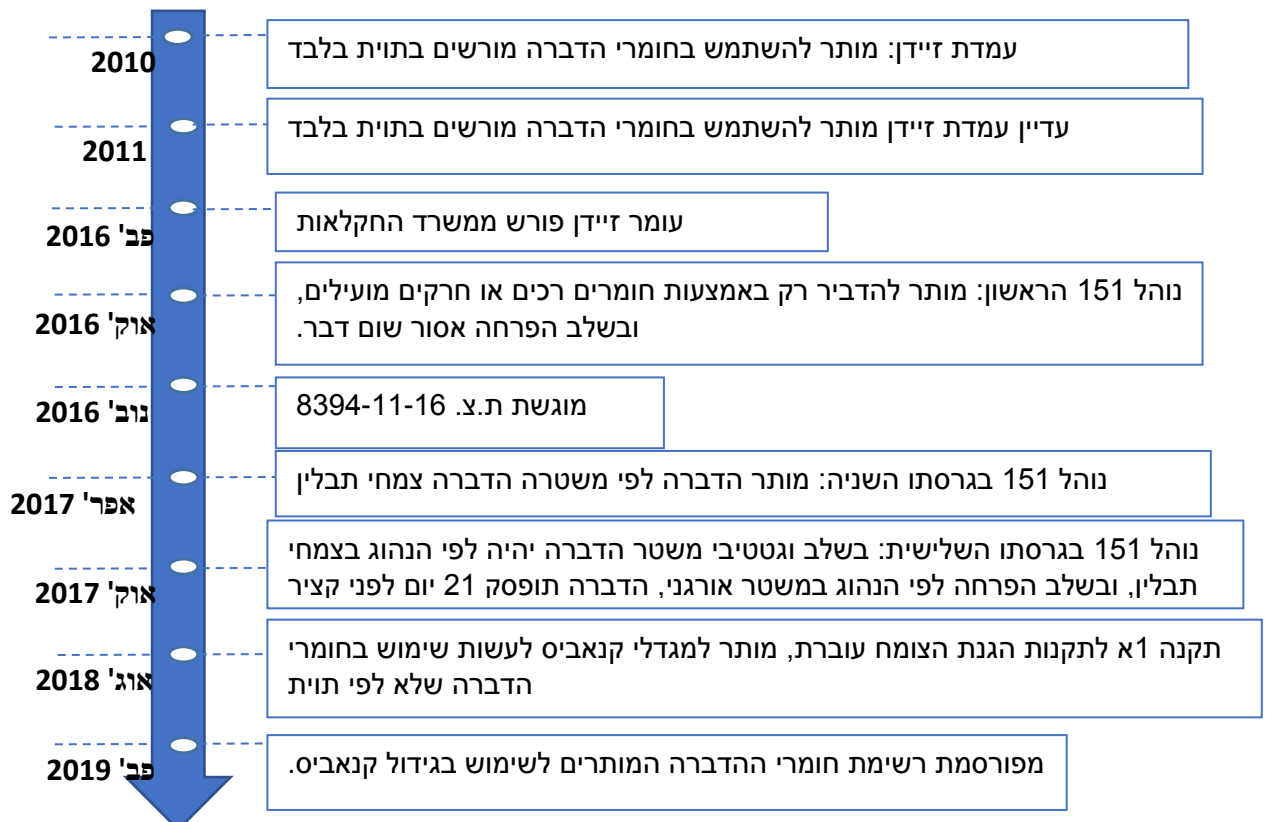 2010
עמדת זיידן: מותר להשתמש בחומרי הדברה מורשים בתוית בלבד
2011
עדיין עמדת זיידן מותר להשתמש בחומרי הדברה מורשים בתוית בלבד
פב' 2016
עומר זיידן פורש ממשרד החקלאות
אוק' 2016
נוהל 151 הראשון: מותר להדביר רק באמצעות חומרים רכים או חרקים מועילים,
ובשלב הפרחה אסור שום דבר.
נוב' 2016
מוגשת ת.צ. 8394-11-16
אפר' 2017
נוהל 151 בגרסתו השניה: מותר הדברה לפי משטרה הדברה צמחי תבלין
אוק' 2017
נוהל 151 בגרסתו השלישית: בשלב וגטטיבי משטר הדברה יהיה לפי הנהוג בצמחי
תבלין, ובשלב הפרחה לפי הנהוג במשטר אורגני, הדברה תופסק 21 יום לפני קציר
אוג' 2018
תקנה 1א לתקנות הגנת הצומח עוברת, מותר למגדלי קנאביס לעשות שימוש בחומרי
הדברה שלא לפי תוית
פב' 2019
מפורסמת רשימת חומרי ההדברה המותרים לשימוש בגידול קנאביס.